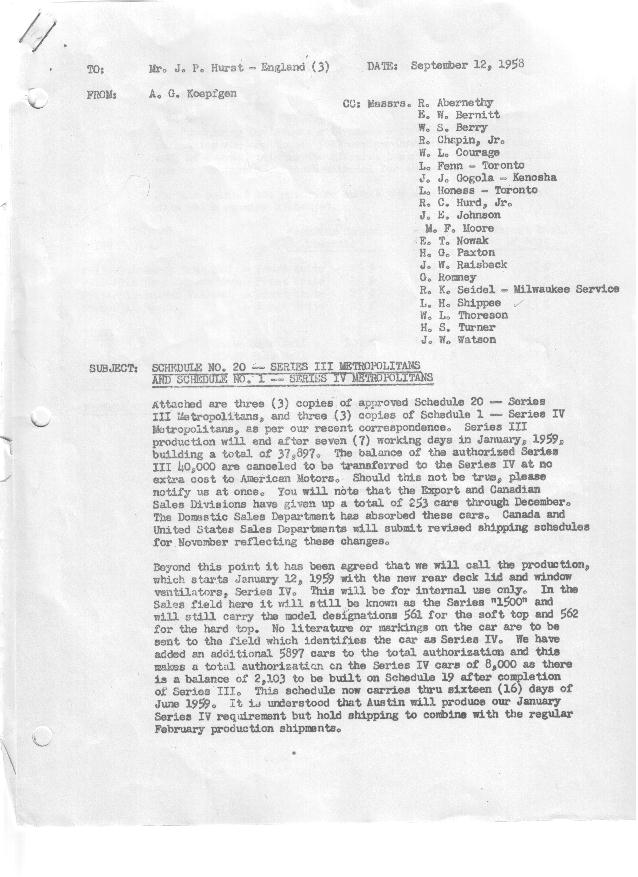 TO: Mr. J. P. Hurst - England (3) DATE: September 12, 1958
FROM: A. G. Koepfgen
CC: Messrs. R. Abernethy
E. W. Bernitt
W. S. Berry
R. Chapin, Jr.
W. L. Courage
L. Fenn - Toronto
J. J. Gogola - Kenosha
L. Honess - Toronto
R. C. Hurd, Jr.
J. E. Johnson
M. F. Moore
E. T. Nowak
H. G. Paxton
J. W. Raisbeck
G. Romney
R. K. Seidel - Milwaukee Service
L. H. Shippee
W. L. Thoreson
H. S. Turner
J. W. Watson
SUBJECT: SCHEDULE NO. 20 -- SERIES III METROPOLITANS
AND SCHEDULE NO. 1 -- SERIES IV METROPOLITANS
Attached are three (3) copies of approved Schedule 20 -- Series
III Metropolitans, and three (3) copies of Schedule 1 -- Series IV
Metropolitans, as per our recent correspondence. Series III
production will end after seven (7) working days in January, 1959,
building a total of 37,897. The balance of the authorized Series
III 40,000 are canceled to be transferred to the Series IV at no
extra cost to American Motors. Should this not be true, please
notify us at once. You will note that the Export and Canadian
Sales Divisions have given up a total of 253 cars through December.
The Domestic Sales Department has absorbed these cars. Canada and
United States Sales Departments will submit revised shipping schedules
for November reflecting these changes.
Beyond this point it has been agreed that we will call the production,
which starts January 12, 1959 with the new rear deck lid and window
ventilators, Series IV. This will be for internal use only. In the
Sales field here it will still be known as the Series "1500" and
will still carry the model designations 561 for the soft top and 562
for the hard top. No literature or markings on the car are to be
sent to the field which identifies the car as Series IV. We have
added an additional 5897 cars to the total authorization and this
makes a total authorization on the Series IV cars of 8,000 as there
is a balance of 2,103 to be built on Schedule 19 after completion
of Series III. This schedule now carries thru sixteen (16) days of
June 1959. It is understood that Austin will produce our January
Series IV requirement but hold shipping to combine with the regular
February production shipments.